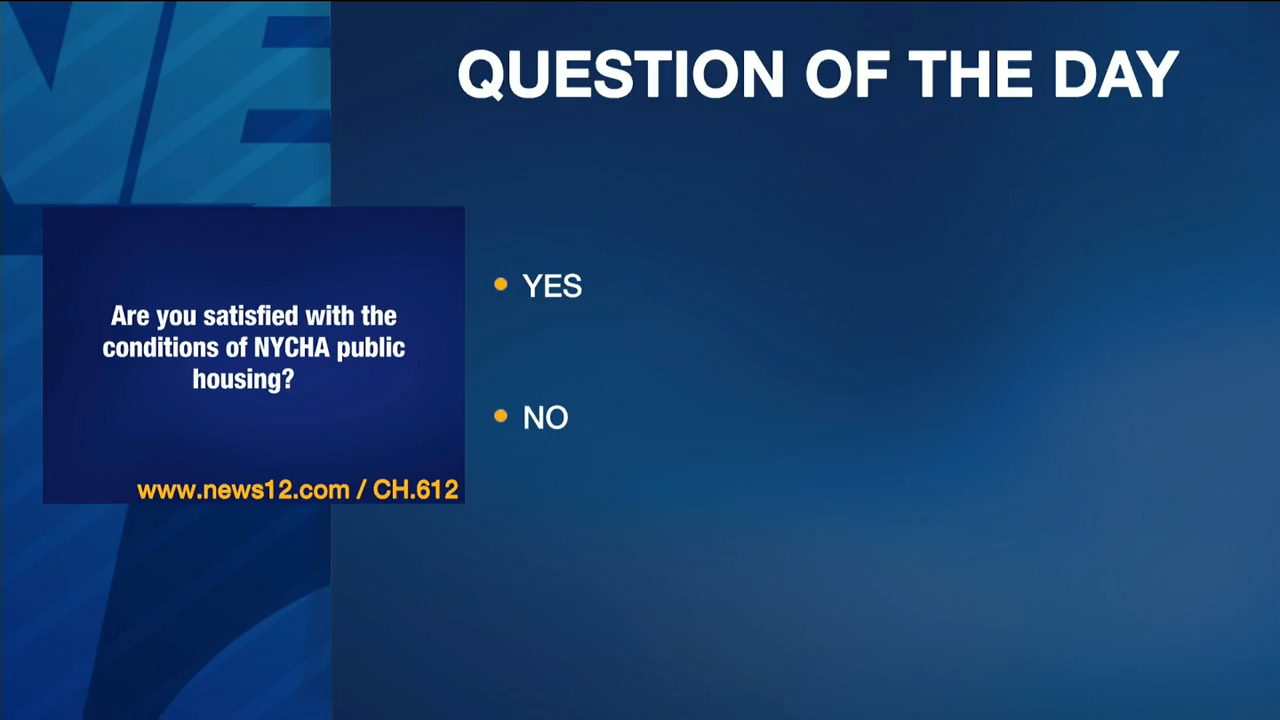 QUESTION OF THE DAY
Are you satisfied with the
conditions of NYCHA public
housing?
www.news12.com / CH.612
• YES
• NO